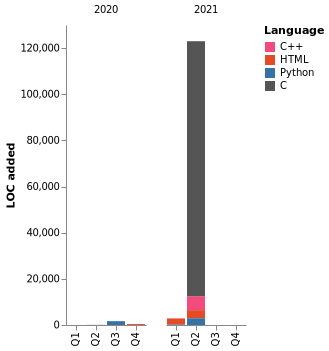 2020 2021
Language
C++
HTML
Python
C
LOC added
120,000
100,000
80,000
60,000
40,000
20,000
0
Q1 Q2 Q3 Q4 Q1 Q2 Q3 Q4